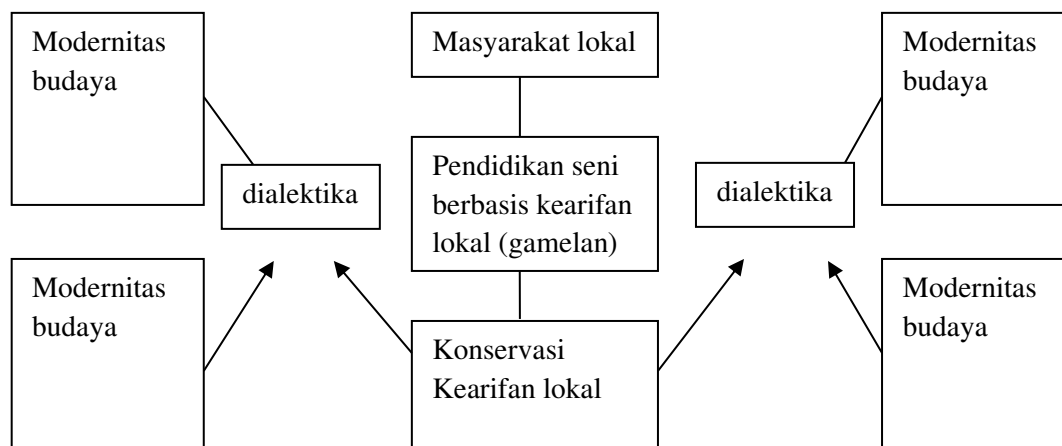 Modernitas
budaya
Masyarakat lokal
Modernitas
budaya
dialektika
Pendidikan seni
berbasis kearifan
lokal (gamelan)
dialektika
Modernitas
budaya
Konservasi
Kearifan lokal
Modernitas
budaya